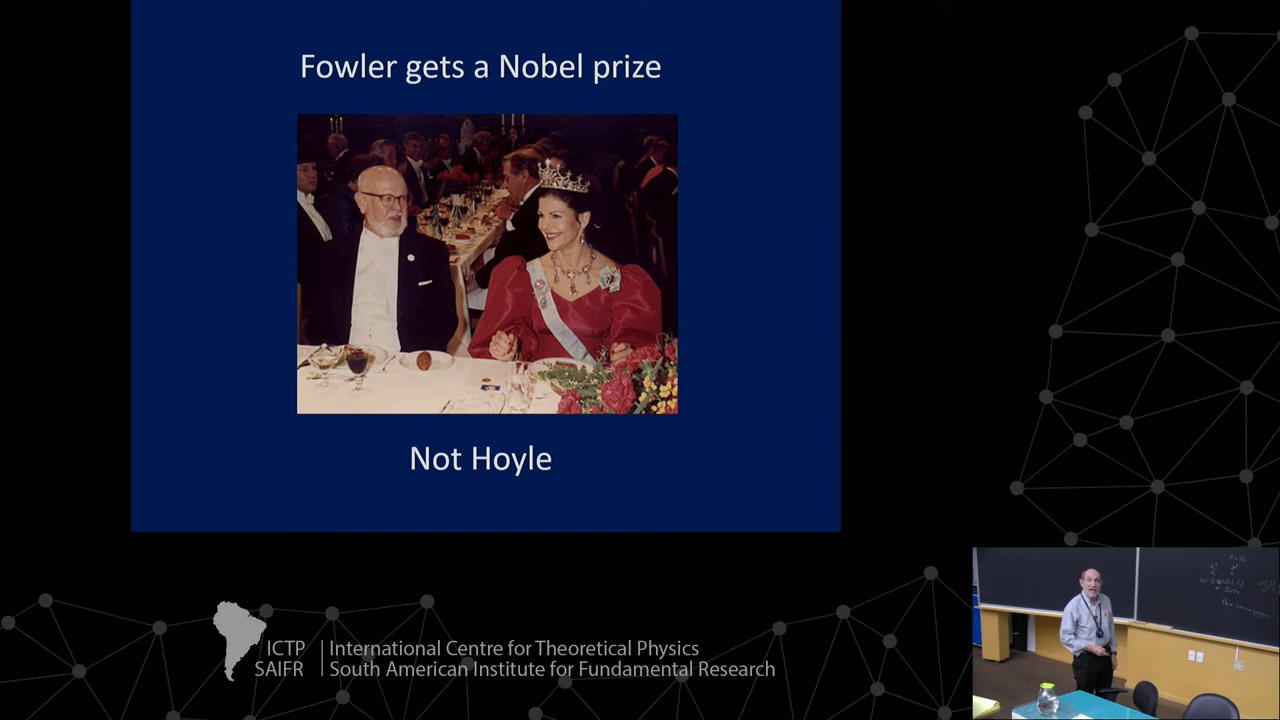 Fowler gets a Nobel prize
Not Hoyle
ICTP
SAIFR
International Centre for Theoretical Physics
South American Institute for Fundamental Research